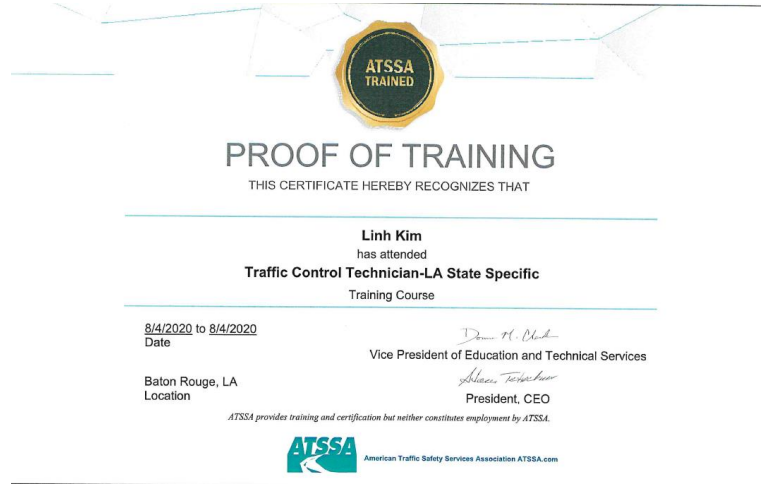 ATSSA
TRAINED
PROOF OF TRAINING
THIS CERTIFICATE HEREBY RECOGNIZES THAT
Linh Kim
has attended
Traffic Control Technician-LA State Specific
Training Course
8/4/2020 to 8/4/2020
Date
Vice President of Education and Technical Services
Baton Rouge, LA
Location
President, CEO
ATSSA provides training and certification but neither constitutes employment by ATSSA.
ATSSA
American Traffic Safety Services Association ATSSA.com